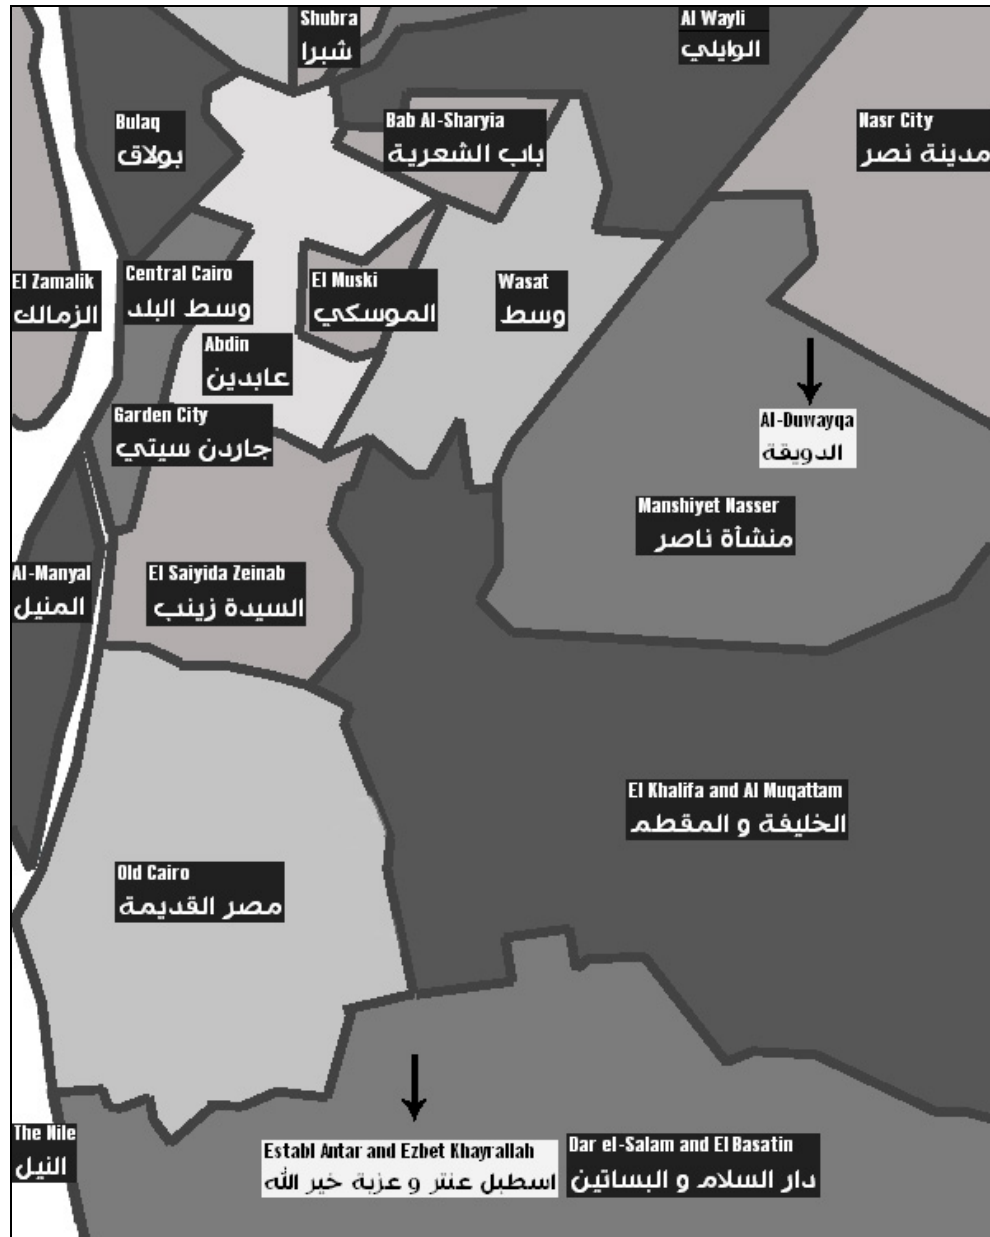 Shubra
شبرا
Al Wayli
الوايلي
Bulaq
بولاق
Bab Al-Sharyia
باب الشعرية
Nasr City
مدينة نصر
El Zamalik
الزمالك
Central Cairo
وسط البلد
El Muski
الموسكي
Wasat
وسط
Abdin
عابدين
Garden City
جاردن سيتي
Al-Duwayqa
الدويقة
Manshiyet Nasser
منشأة ناصر
Al-Manyal
المنيل
El Saiyida Zeinab
السيدة زينب
El Khalifa and Al Muqattam
الخليفة و المقطم
Old Cairo
مصر القديمة
The Nile
النيل
Establ Antar and Ezbet Khayrallah
اسطبل عنتر و عزبة خير الله
Dar el-Salam and El Basatin
دار السلام و البساتين